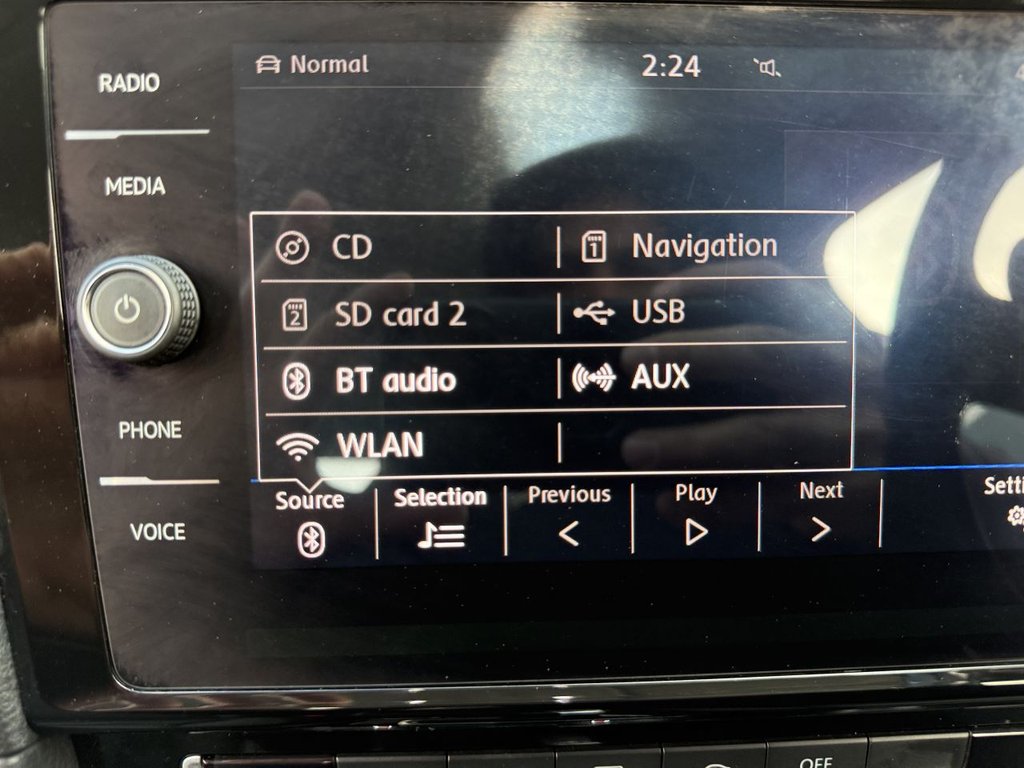 RADIO
MEDIA
PHONE
VOICE
Normal 2:24
CD Navigation
SD card 2 USB
BT audio AUX
WLAN
Source Selection Previous Play Next
OFF